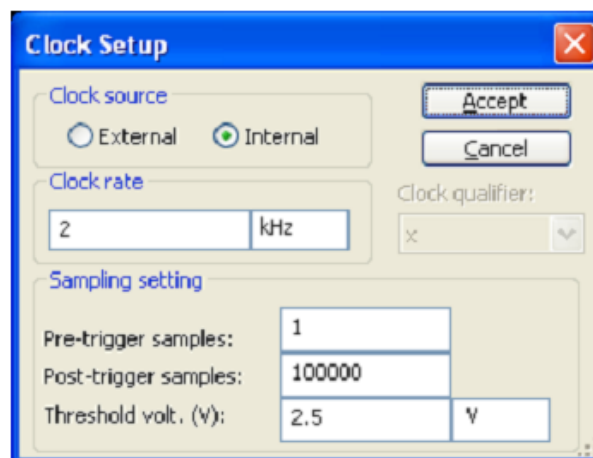 Clock Setup
Clock source
External
Internal
Accept
Cancel
Clock rate
2
kHz
Clock qualifier:
x
Sampling setting
Pre-trigger samples:
1
Post-trigger samples:
100000
Threshold volt. (V):
2.5
V